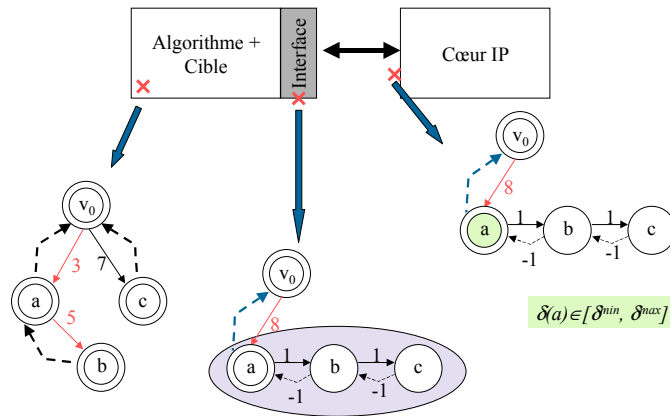 Algorithme +
Cible
Interface
Cœur IP
v0
8
a
1
b
1
c
-1
-1
v0
3
7
a
c
5
b
v0
8
a
1
b
1
c
-1
-1
δ(a)∈[δmin, δmax]